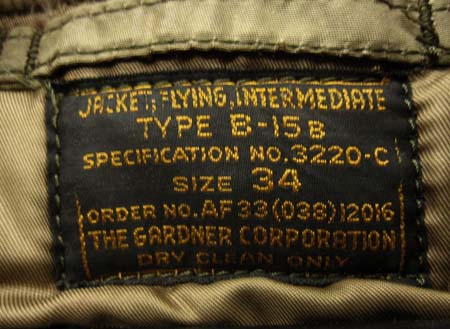 JACKET, FLYING, INTERMEDIATE
TYPE B-15B
SPECIFICATION NO. 3220-C
SIZE 34
ORDER NO. AF 33(038)12016
THE GARDNER CORPORATION
DRY CLEAN ONLY